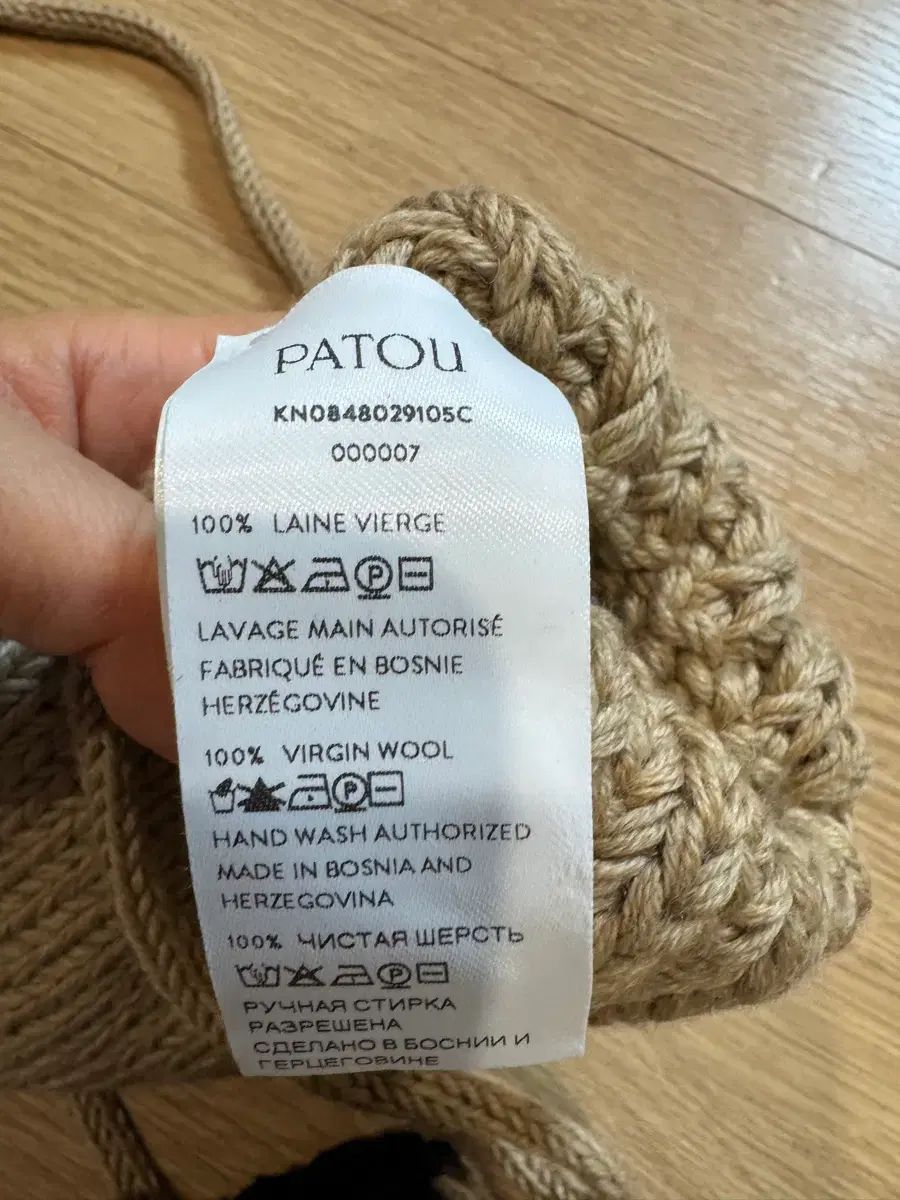 PATOU
KN0848029105C
000007
100% LAINE VIERGE
P
LAVAGE MAIN AUTORISÉ
FABRIQUÉ EN BOSNIE
HERZÉGOVINE
100% VIRGIN WOOL
P
HAND WASH AUTHORIZED
MADE IN BOSNIA AND
HERZEGOVINA
100% ЧИСТАЯ ШЕРСТЬ
P
РУЧНАЯ СТИРКА
РАЗРЕШЕНА
СДЕЛАНО В БОСНИИ И
ГЕРЦЕГОВИНЕ